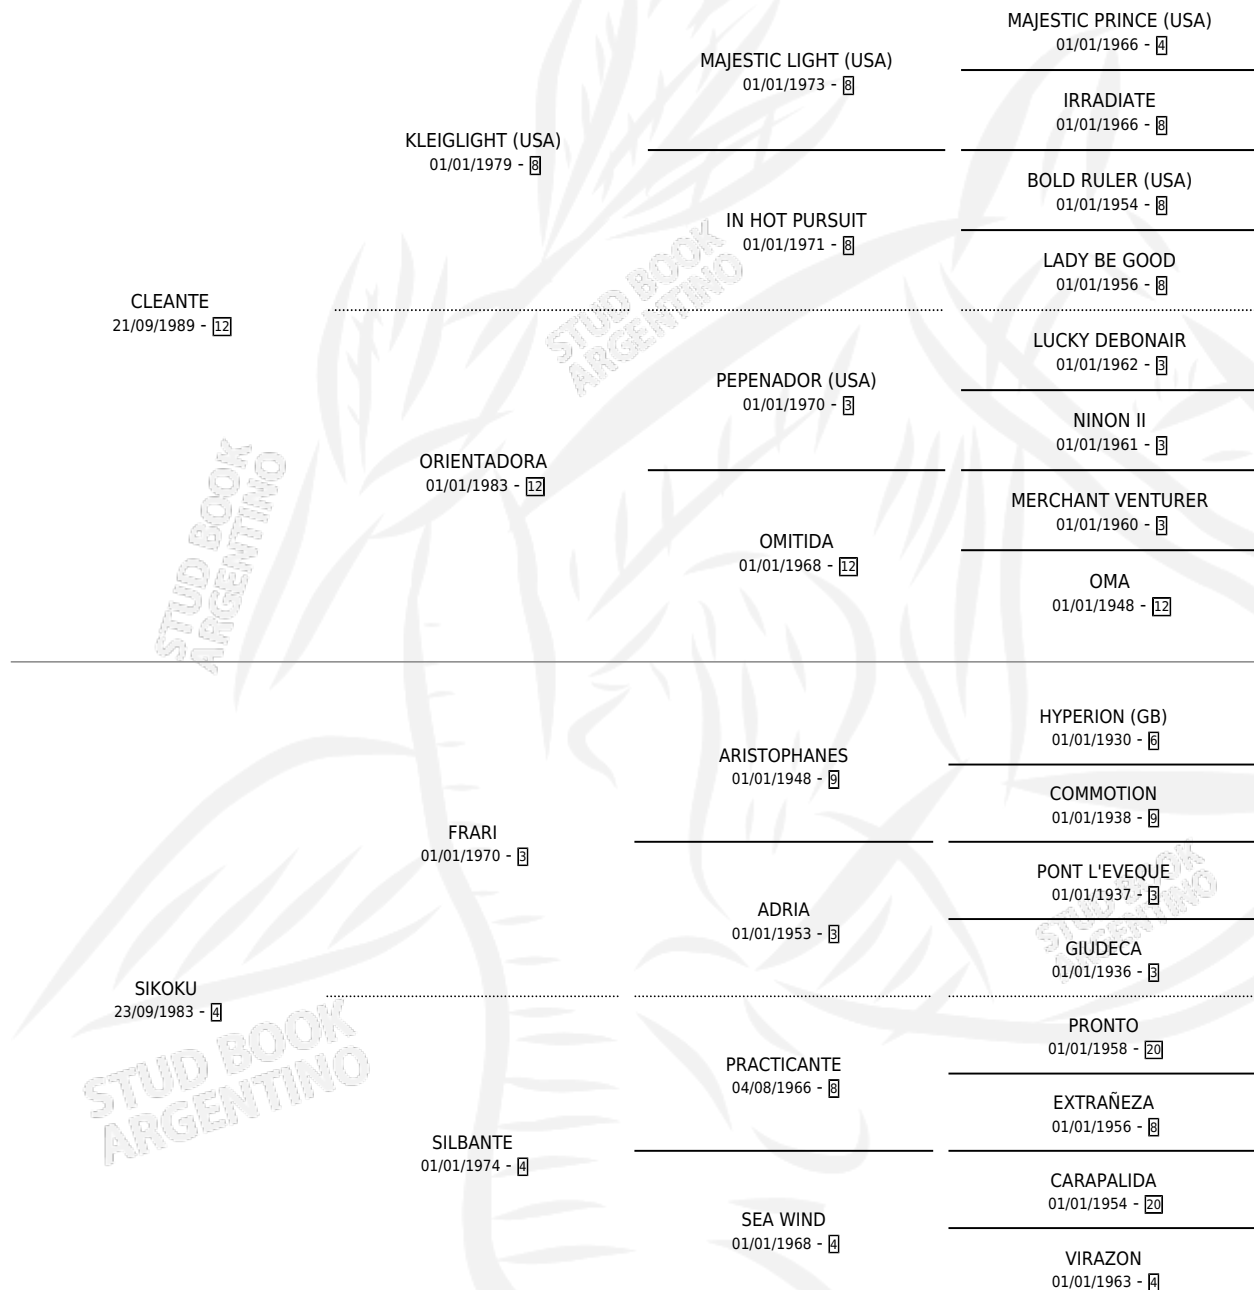 MAJESTIC PRINCE (USA)
01/01/1966 - 4
MAJESTIC LIGHT (USA)
01/01/1973 - 8
IRRADIATE
01/01/1966 - 8
KLEIGLIGHT (USA)
01/01/1979 - 8
BOLD RULER (USA)
01/01/1954 - 8
IN HOT PURSUIT
01/01/1971 - 8
LADY BE GOOD
01/01/1956 - 8
CLEANTE
21/09/1989 - 12
LUCKY DEBONAIR
01/01/1962 - 3
PEPENADOR (USA)
01/01/1970 - 3
NINON II
01/01/1961 - 3
ORIENTADORA
01/01/1983 - 12
MERCHANT VENTURER
01/01/1960 - 3
OMITIDA
01/01/1968 - 12
OMA
01/01/1948 - 12
HYPERION (GB)
01/01/1930 - 6
ARISTOPHANES
01/01/1948 - 9
COMMOTION
01/01/1938 - 9
FRARI
01/01/1970 - 3
PONT L'EVEQUE
01/01/1937 - 3
ADRIA
01/01/1953 - 3
GIUDECA
01/01/1936 - 3
SIKOKU
23/09/1983 - 4
PRONTO
01/01/1958 - 20
PRACTICANTE
04/08/1966 - 8
EXTRAÑEZA
01/01/1956 - 8
SILBANTE
01/01/1974 - 4
CARAPALIDA
01/01/1954 - 20
SEA WIND
01/01/1968 - 4
VIRAZON
01/01/1963 - 4
STUD BOOK
ARGENTINO
STUD BOOK
ARGENTINO
STUD BOOK
ARGENTINO
STUD BOOK
ARGENTINO